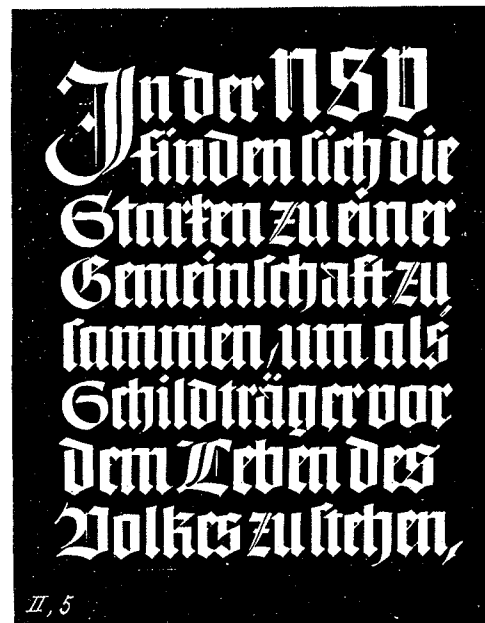 In der NSV
finden sich die
Starken zu einer
Gemeinschaft zu
sammen, um als
Schildträger vor
dem Leben des
Volkes zu stehen,
II, 5